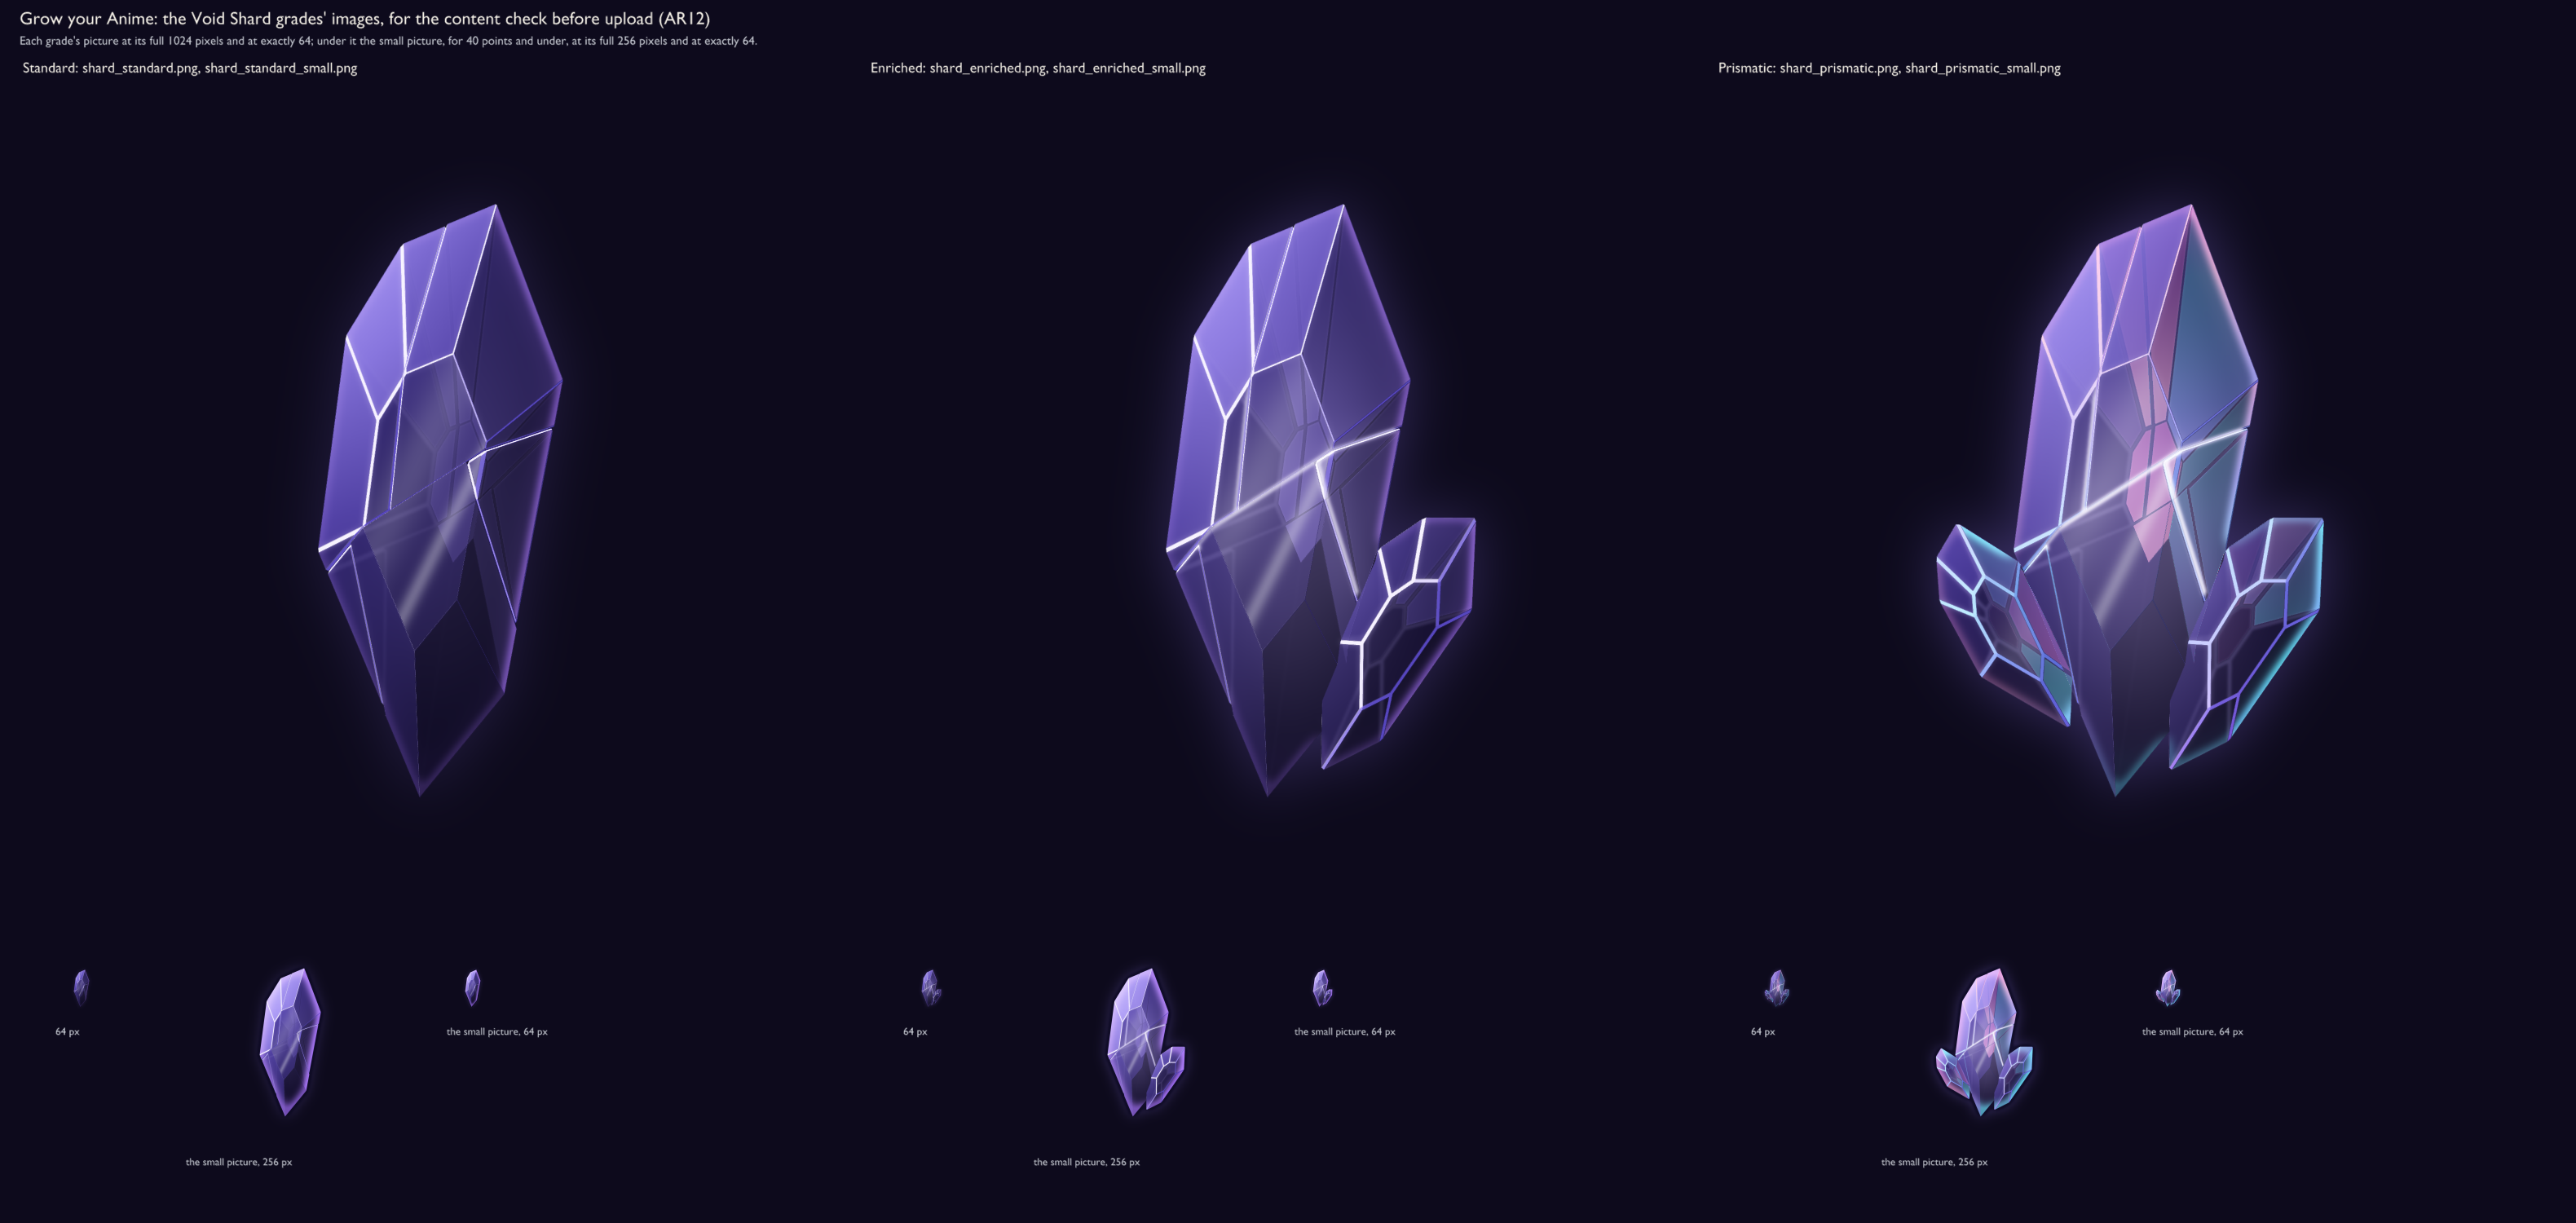 Grow your Anime: the Void Shard grades' images, for the content check before upload (AR12)
Each grade's picture at its full 1024 pixels and at exactly 64; under it the small picture, for 40 points and under, at its full 256 pixels and at exactly 64.
Standard: shard_standard.png, shard_standard_small.png
Enriched: shard_enriched.png, shard_enriched_small.png
Prismatic: shard_prismatic.png, shard_prismatic_small.png
64 px
the small picture, 64 px
64 px
the small picture, 64 px
64 px
the small picture, 64 px
the small picture, 256 px
the small picture, 256 px
the small picture, 256 px